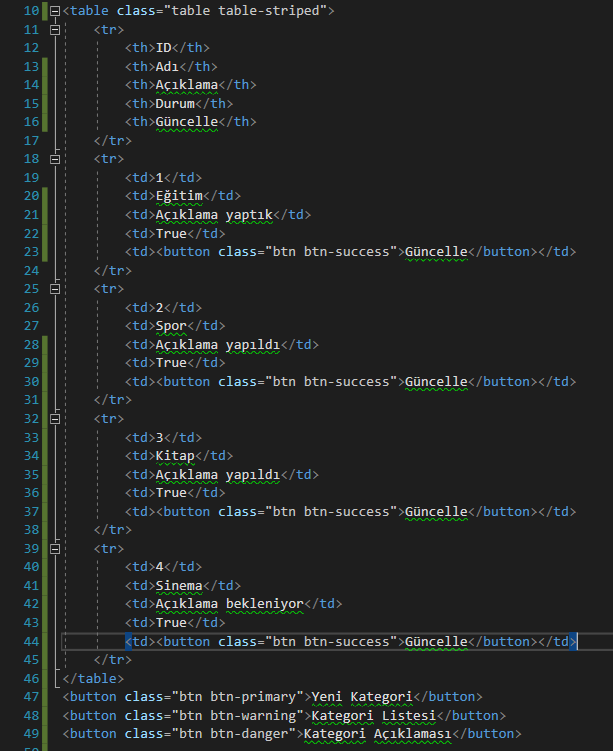 10 <table class="table table-striped">
11 <tr>
12 <th>ID</th>
13 <th>Adı</th>
14 <th>Açıklama</th>
15 <th>Durum</th>
16 <th>Güncelle</th>
17 </tr>
18 <tr>
19 <td>1</td>
20 <td>Eğitim</td>
21 <td>Açıklama yaptık</td>
22 <td>True</td>
23 <td><button class="btn btn-success">Güncelle</button></td>
24 </tr>
25 <tr>
26 <td>2</td>
27 <td>Spor</td>
28 <td>Açıklama yapıldı</td>
29 <td>True</td>
30 <td><button class="btn btn-success">Güncelle</button></td>
31 </tr>
32 <tr>
33 <td>3</td>
34 <td>Kitap</td>
35 <td>Açıklama yapıldı</td>
36 <td>True</td>
37 <td><button class="btn btn-success">Güncelle</button></td>
38 </tr>
39 <tr>
40 <td>4</td>
41 <td>Sinema</td>
42 <td>Açıklama bekleniyor</td>
43 <td>True</td>
44 <td><button class="btn btn-success">Güncelle</button></td>
45 </tr>
46 </table>
47 <button class="btn btn-primary">Yeni Kategori</button>
48 <button class="btn btn-warning">Kategori Listesi</button>
49 <button class="btn btn-danger">Kategori Açıklaması</button>